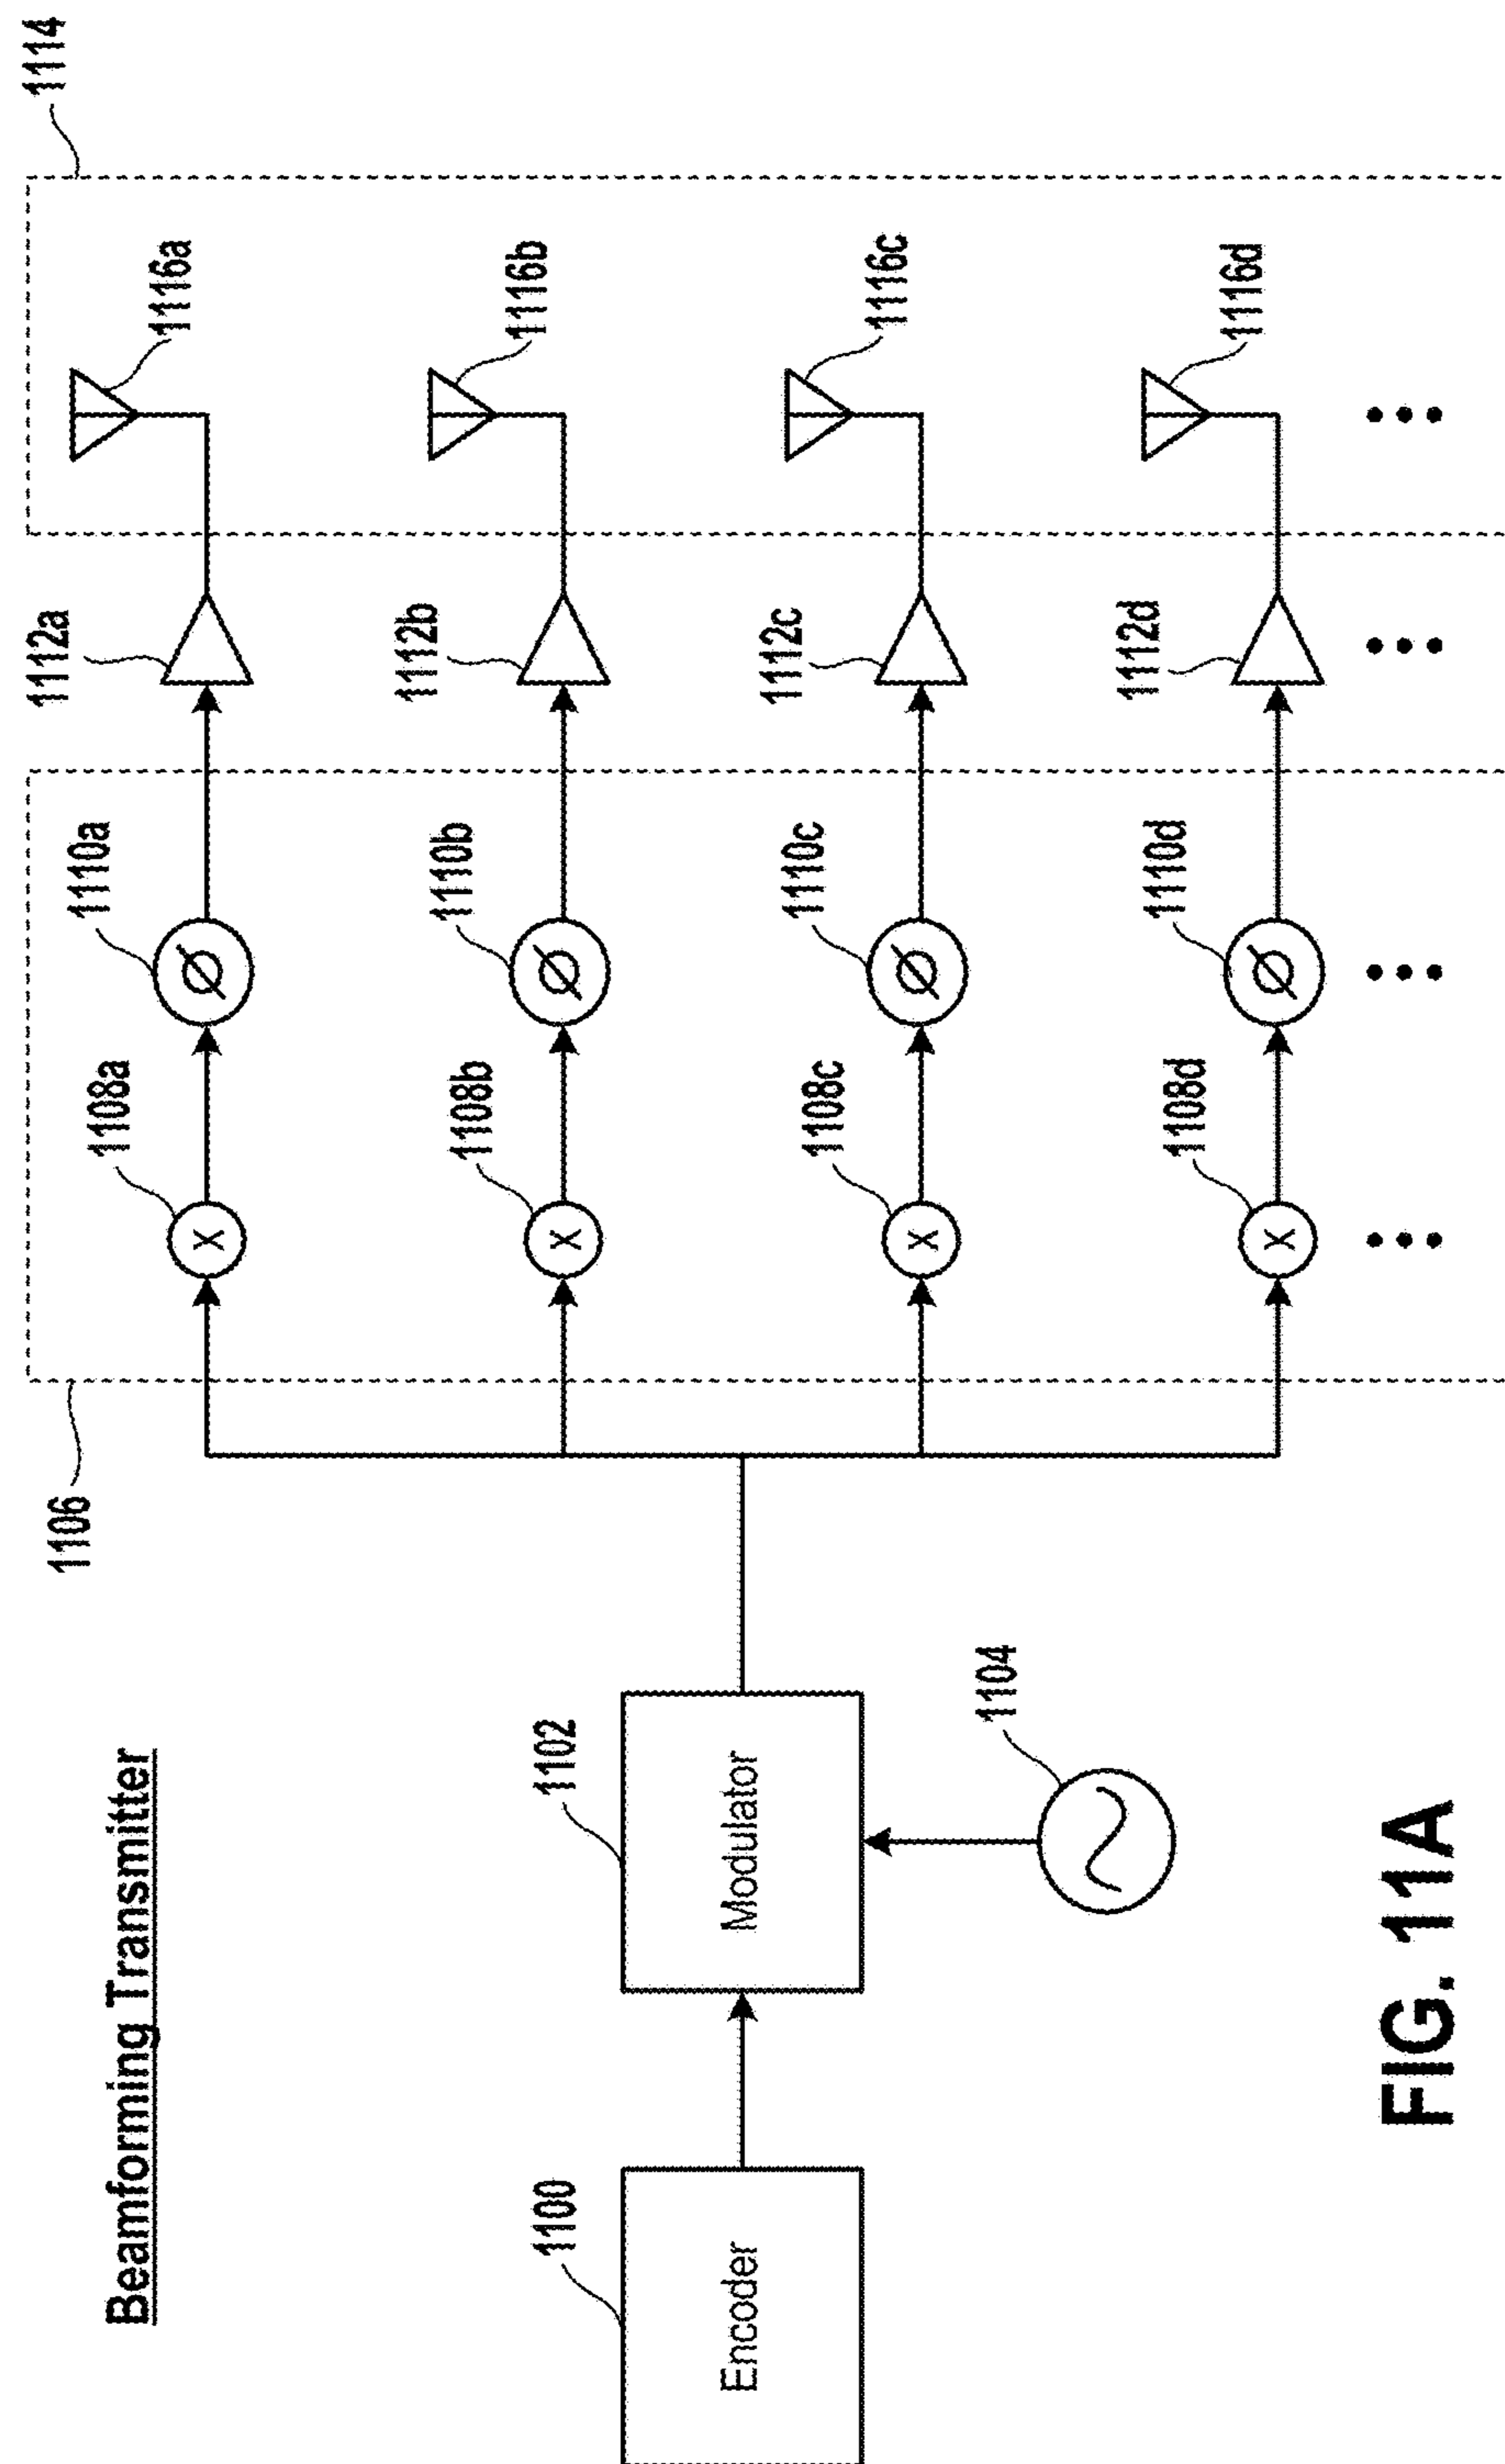 Beamforming Transmitter
1114
1116a
1116b
1116c
1116d
1112a
1112b
1112c
1112d
1110a
1110b
1110c
1110d
1108a
1108b
1108c
1108d
X
X
X
X
1106
Encoder
1100
Modulator
1102
1104
FIG. 11A